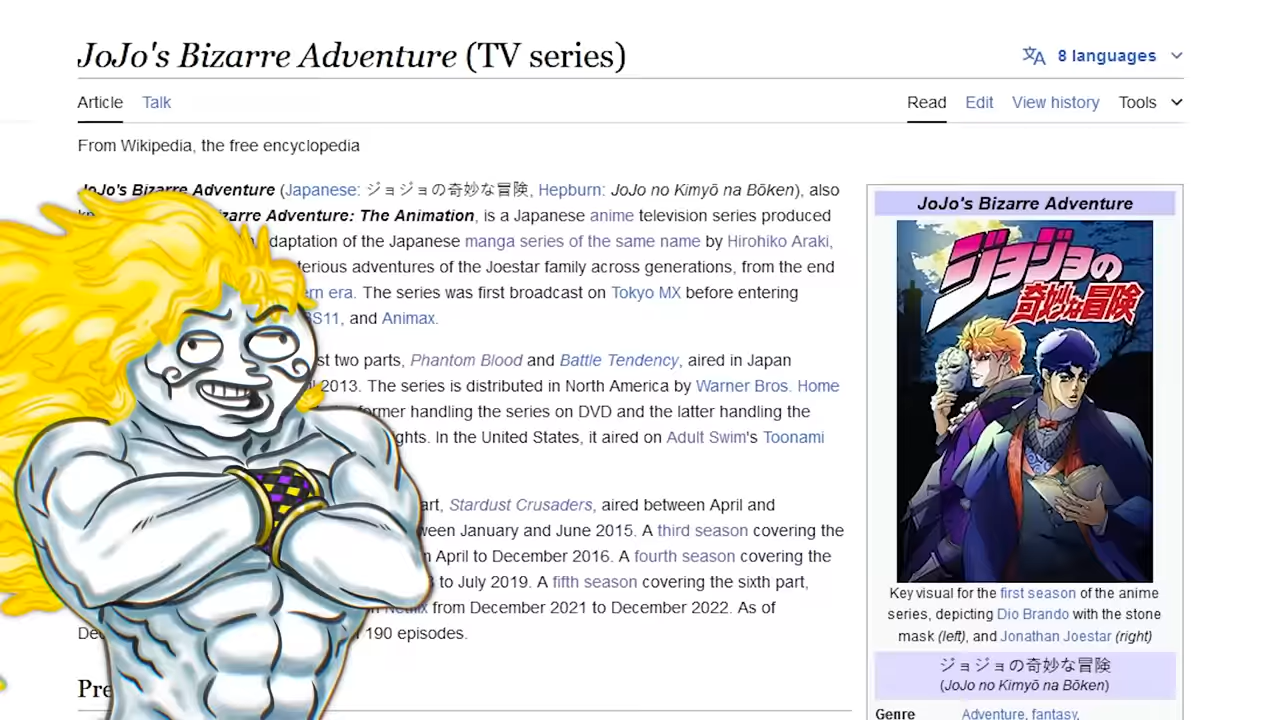 JoJo's Bizarre Adventure (TV series)
8 languages
Article Talk
Read Edit View history Tools
From Wikipedia, the free encyclopedia
JoJo's Bizarre Adventure (Japanese: ジョジョの奇妙な冒険, Hepburn: JoJo no Kimyō na Bōken), also
Adventure: The Animation, is a Japanese anime television series produced
adaptation of the Japanese manga series of the same name by Hirohiko Araki,
adventures of the Joestar family across generations, from the end
era. The series was first broadcast on Tokyo MX before entering
BS11, and Animax.
two parts, Phantom Blood and Battle Tendency, aired in Japan
2013. The series is distributed in North America by Warner Bros. Home
former handling the series on DVD and the latter handling the
In the United States, it aired on Adult Swim's Toonami
Stardust Crusaders, aired between April and
between January and June 2015. A third season covering the
April to December 2016. A fourth season covering the
to July 2019. A fifth season covering the sixth part,
Netflix from December 2021 to December 2022. As of
190 episodes.
JoJo's Bizarre Adventure
ジョジョの
奇妙な冒険
Key visual for the first season of the anime
series, depicting Dio Brando with the stone
mask (left), and Jonathan Joestar (right)
ジョジョの奇妙な冒険
(JoJo no Kimyō na Bōken)
Genre Adventure, fantasy,